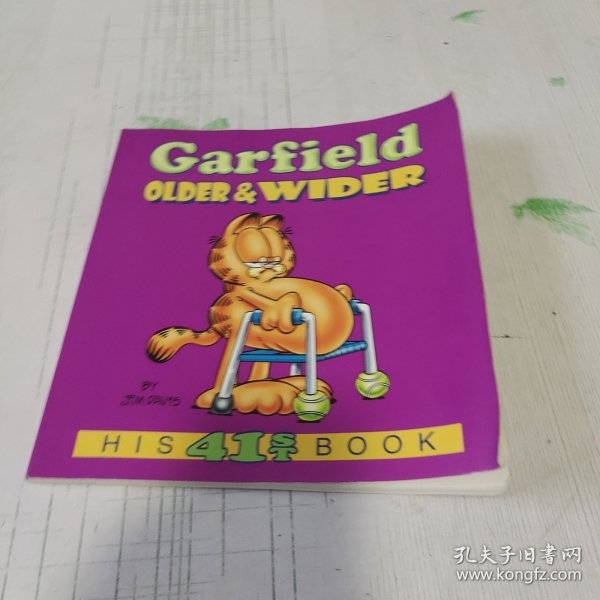 Garfield
OLDER & WIDER
BY
JIM DAVIS
HIS 41ST BOOK
孔夫子旧书网
www.kongfz.com